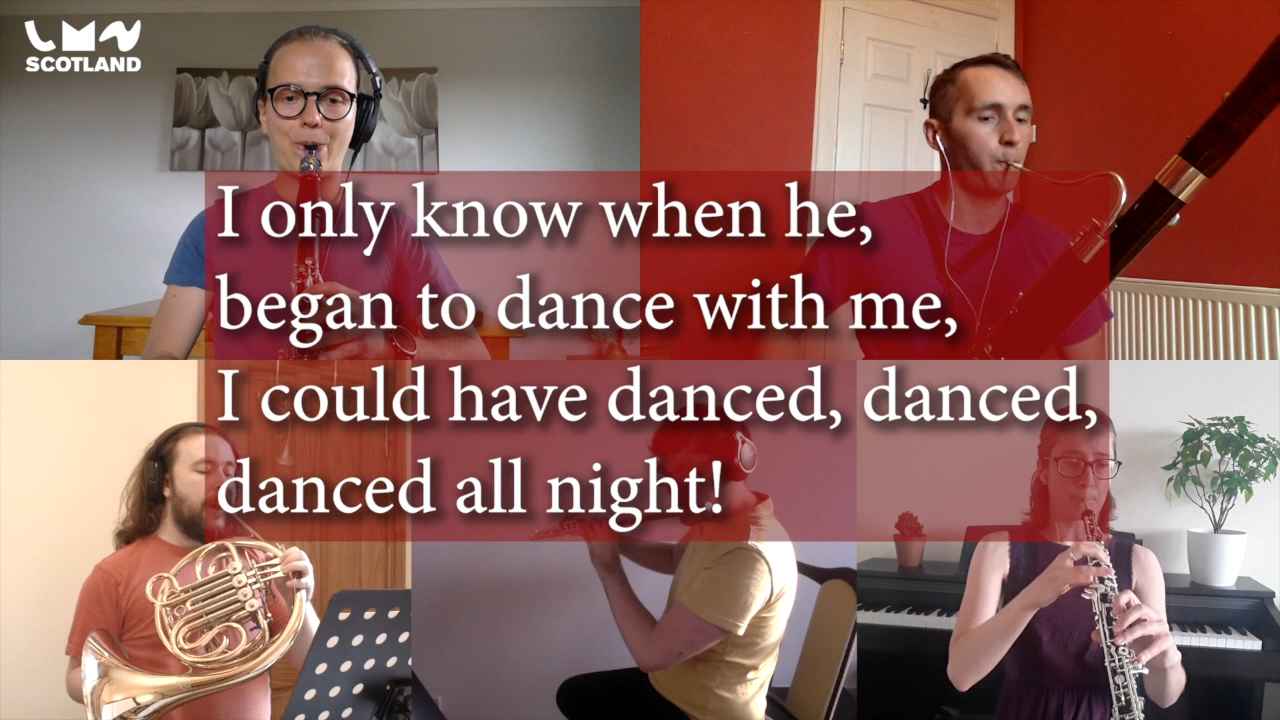 LMN
SCOTLAND
I only know when he,
began to dance with me,
I could have danced, danced,
danced all night!